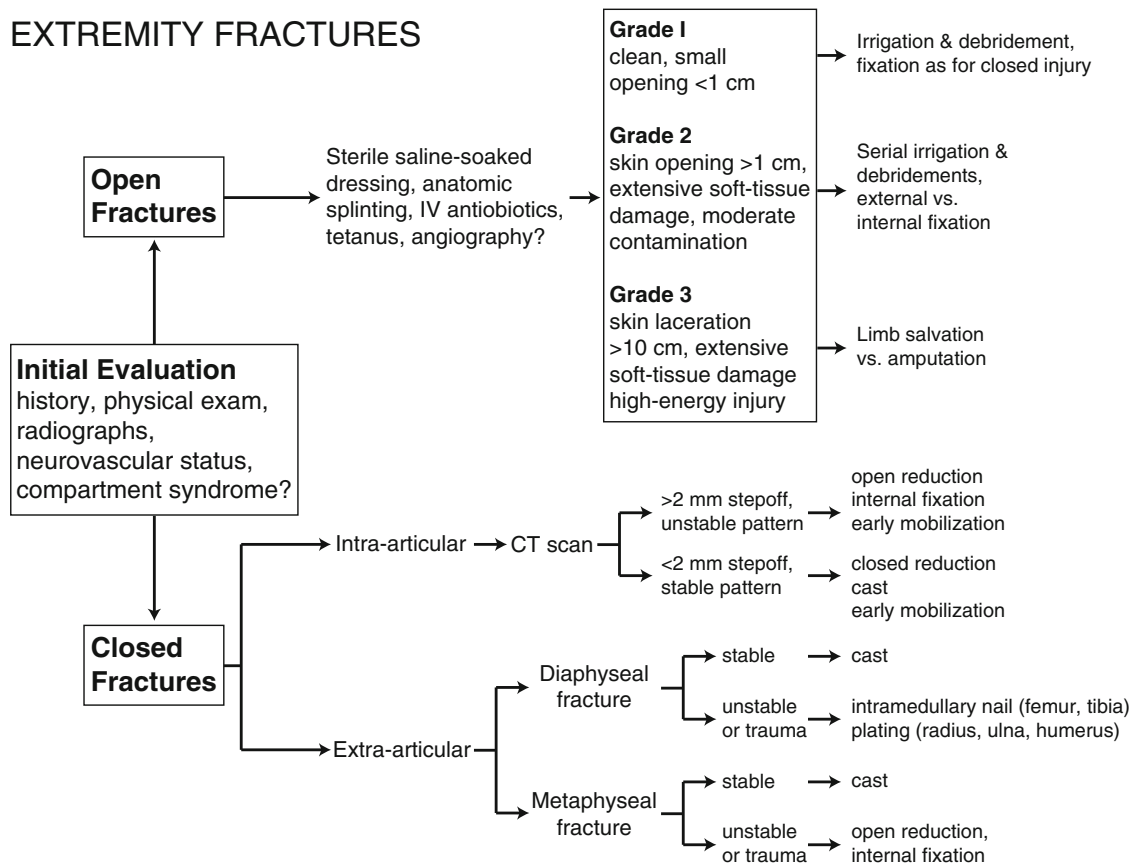 EXTREMITY FRACTURES
Open
Fractures
Sterile saline-soaked
dressing, anatomic
splinting, IV antiobiotics,
tetanus, angiography?
Grade I
clean, small
opening <1 cm
Irrigation & debridement,
fixation as for closed injury
Grade 2
skin opening >1 cm,
extensive soft-tissue
damage, moderate
contamination
Serial irrigation &
debridements,
external vs.
internal fixation
Grade 3
skin laceration
>10 cm, extensive
soft-tissue damage
high-energy injury
Limb salvation
vs. amputation
Initial Evaluation
history, physical exam,
radiographs,
neurovascular status,
compartment syndrome?
Closed
Fractures
Intra-articular
CT scan
>2 mm stepoff,
unstable pattern
open reduction
internal fixation
early mobilization
<2 mm stepoff,
stable pattern
closed reduction
cast
early mobilization
Extra-articular
Diaphyseal
fracture
stable
cast
unstable
or trauma
intramedullary nail (femur, tibia)
plating (radius, ulna, humerus)
Metaphyseal
fracture
stable
cast
unstable
or trauma
open reduction,
internal fixation